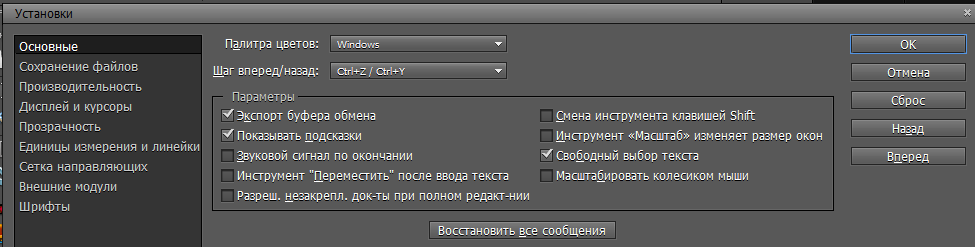 Установки
Основные
Сохранение файлов
Производительность
Дисплей и курсоры
Прозрачность
Единицы измерения и линейки
Сетка направляющих
Внешние модули
Шрифты
Палитра цветов: Windows
Шаг вперед/назад: Ctrl+Z / Ctrl+Y
Параметры
Экспорт буфера обмена
Показывать подсказки
Звуковой сигнал по окончании
Инструмент "Переместить" после ввода текста
Разреш. незакрепл. док-ты при полном редакт-нии
Смена инструмента клавишей Shift
Инструмент «Масштаб» изменяет размер окон
Свободный выбор текста
Масштабировать колесиком мыши
Восстановить все сообщения
OK
Отмена
Сброс
Назад
Вперед